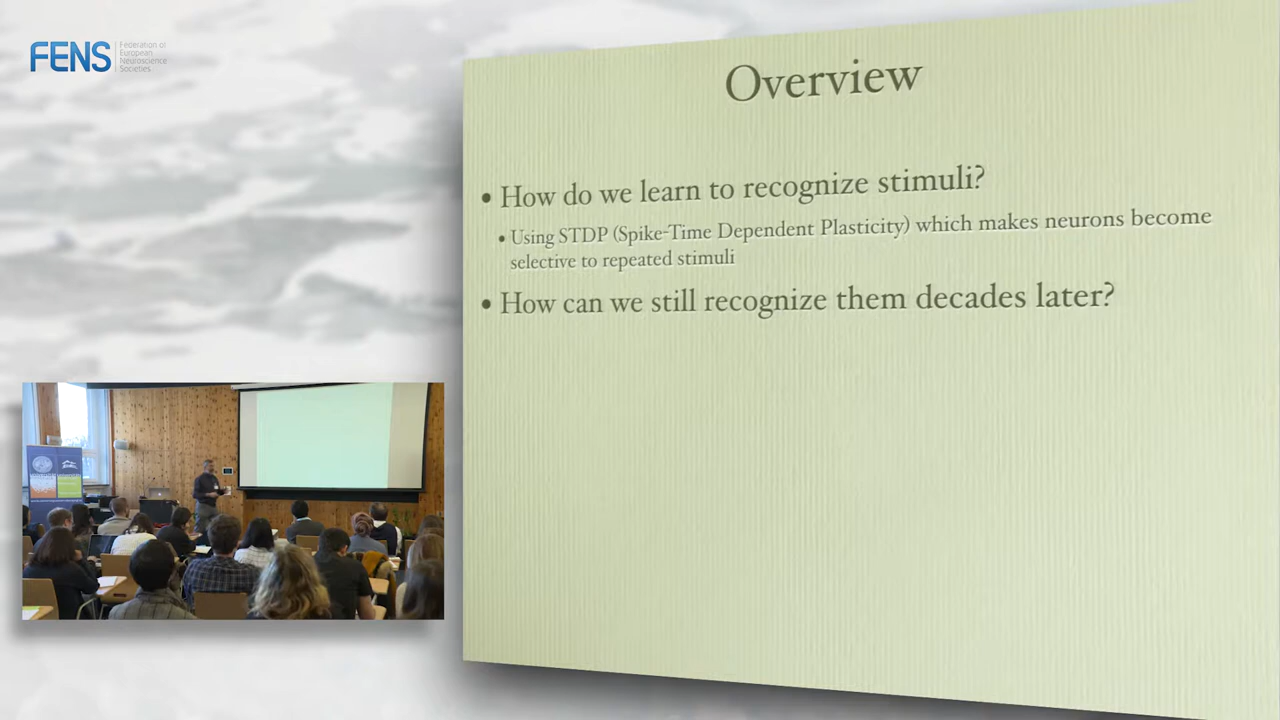 FENS
Federation of
European
Neuroscience
Societies
Overview
• How do we learn to recognize stimuli?
• Using STDP (Spike-Time Dependent Plasticity) which makes neurons become
selective to repeated stimuli
• How can we still recognize them decades later?